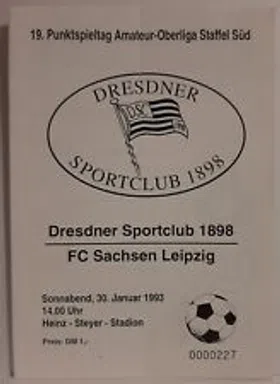 19. Punktspieltag Amateur-Oberliga Staffel Süd
DRESDNER
DSC
SPORTCLUB 1898
Dresdner Sportclub 1898
FC Sachsen Leipzig
Sonnabend, 30. Januar 1993
14.00 Uhr
Heinz - Steyer - Stadion
Preis: DM 1,-
0000227